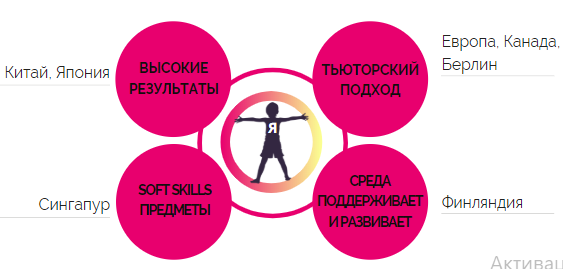 Китай, Япония
ВЫСОКИЕ
РЕЗУЛЬТАТЫ
ТЬЮТОРСКИЙ
ПОДХОД
Европа, Канада,
Берлин
Я
Сингапур
SOFT SKILLS
ПРЕДМЕТЫ
СРЕДА
ПОДДЕРЖИВАЕТ
И РАЗВИВАЕТ
Финляндия